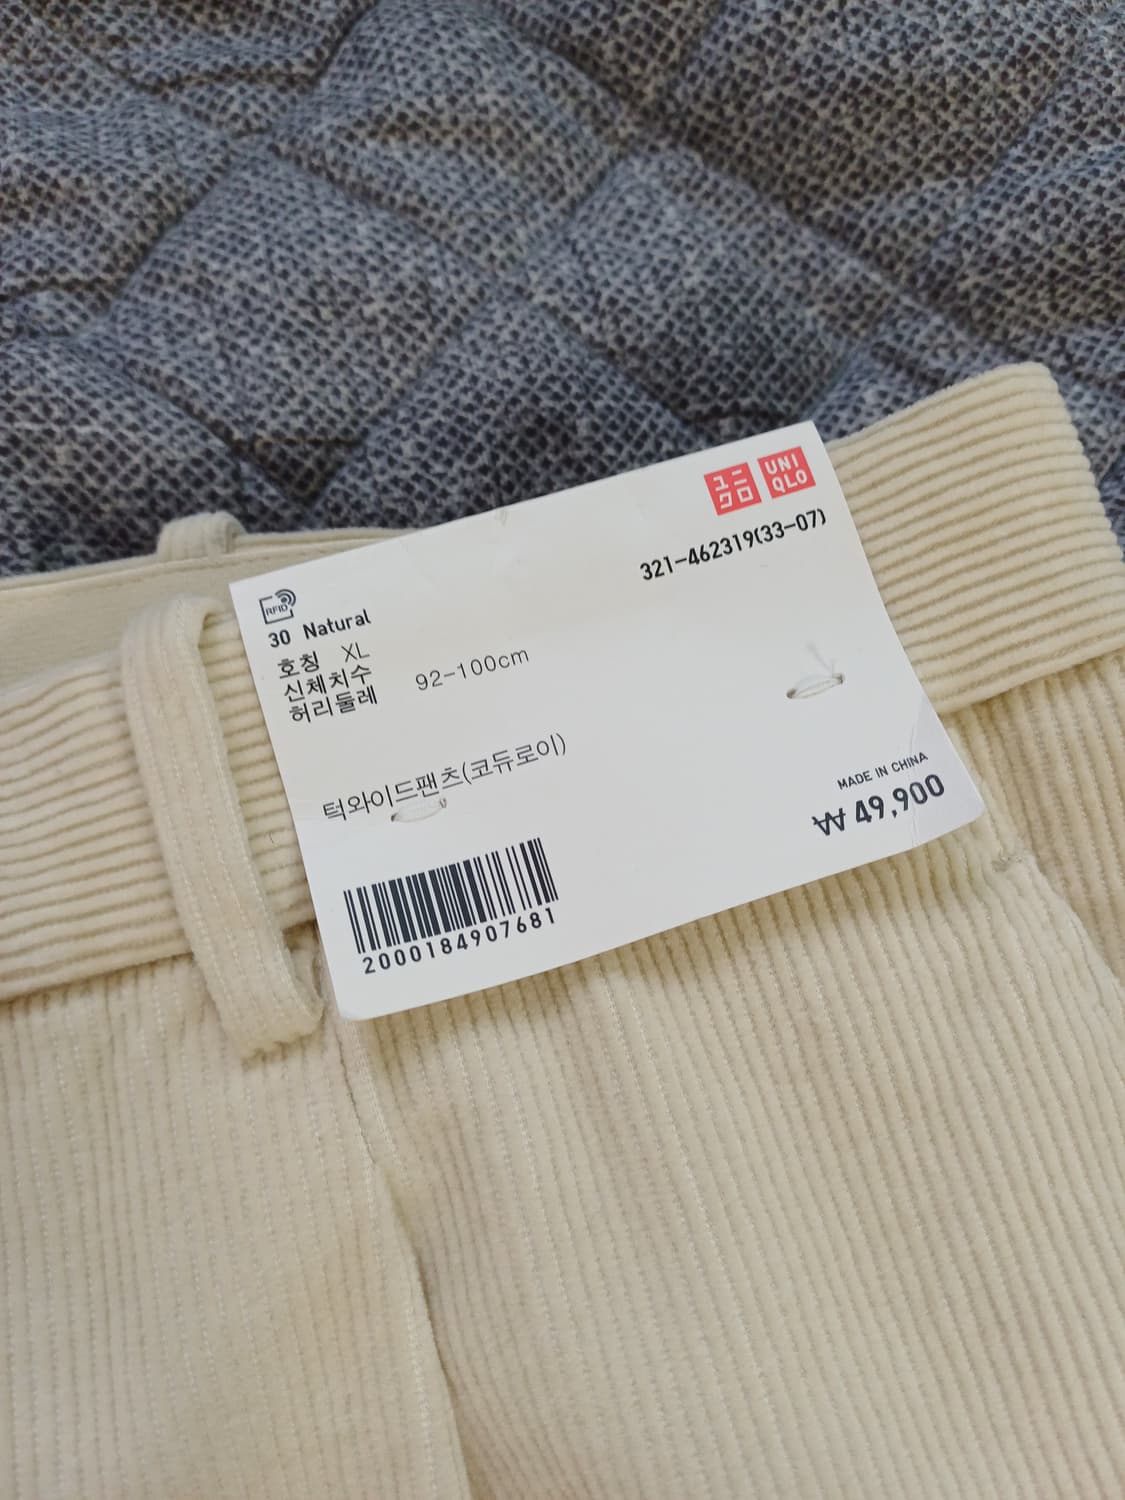 ユニ
クロ
UNI
QLO
321-462319(33-07)
RFID
30 Natural
호칭 XL
신체치수
허리둘레 92-100cm
턱와이드팬츠(코듀로이)
MADE IN CHINA
₩ 49,900
2000184907681